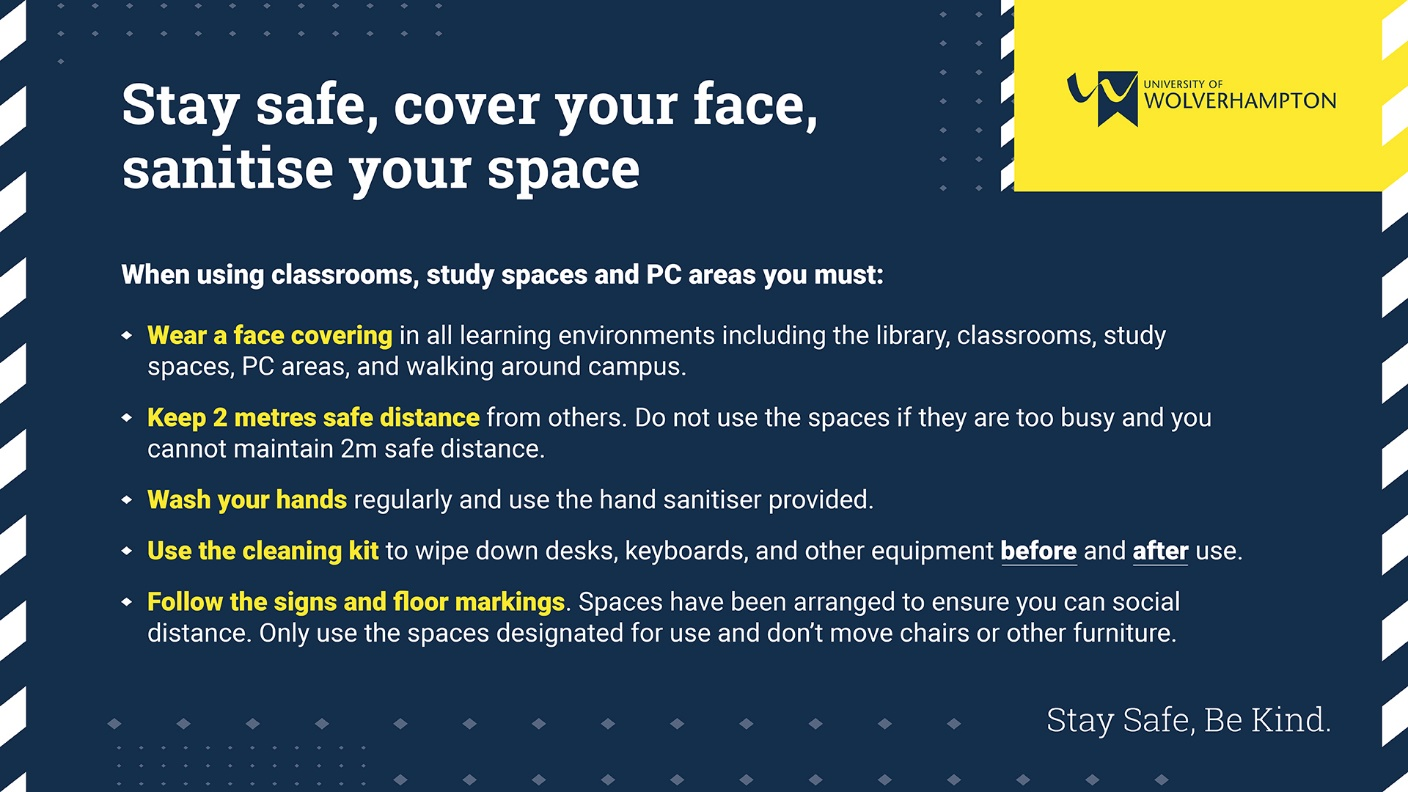 Stay safe, cover your face,
sanitise your space
UNIVERSITY OF
WOLVERHAMPTON
When using classrooms, study spaces and PC areas you must:
Wear a face covering in all learning environments including the library, classrooms, study
spaces, PC areas, and walking around campus.
Keep 2 metres safe distance from others. Do not use the spaces if they are too busy and you
cannot maintain 2m safe distance.
Wash your hands regularly and use the hand sanitiser provided.
Use the cleaning kit to wipe down desks, keyboards, and other equipment before and after use.
Follow the signs and floor markings. Spaces have been arranged to ensure you can social
distance. Only use the spaces designated for use and don’t move chairs or other furniture.
Stay Safe, Be Kind.